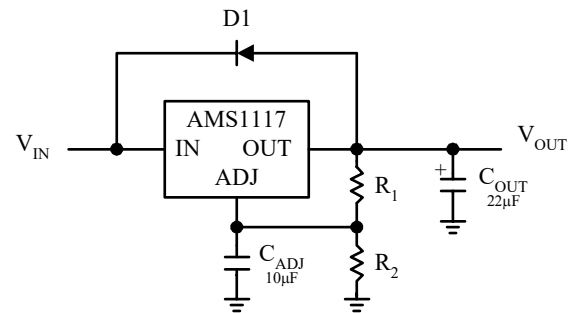 D1
AMS1117
V_IN IN OUT V_OUT
ADJ
+
R_1 C_OUT
22µF
C_ADJ R_2
10µF